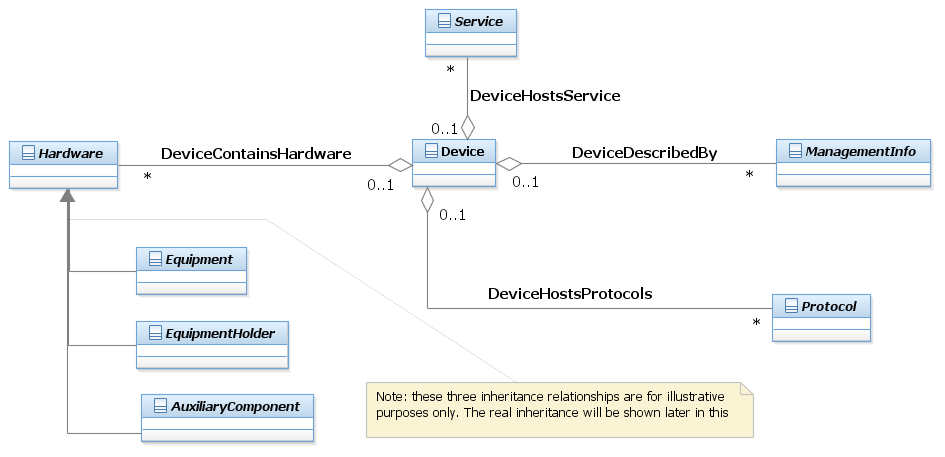 Service
*
DeviceHostsService
0..1
Hardware
DeviceContainsHardware
*
0..1
Device
DeviceDescribedBy
0..1
*
ManagementInfo
0..1
Equipment
DeviceHostsProtocols
*
Protocol
EquipmentHolder
AuxiliaryComponent
Note: these three inheritance relationships are for illustrative
purposes only. The real inheritance will be shown later in this